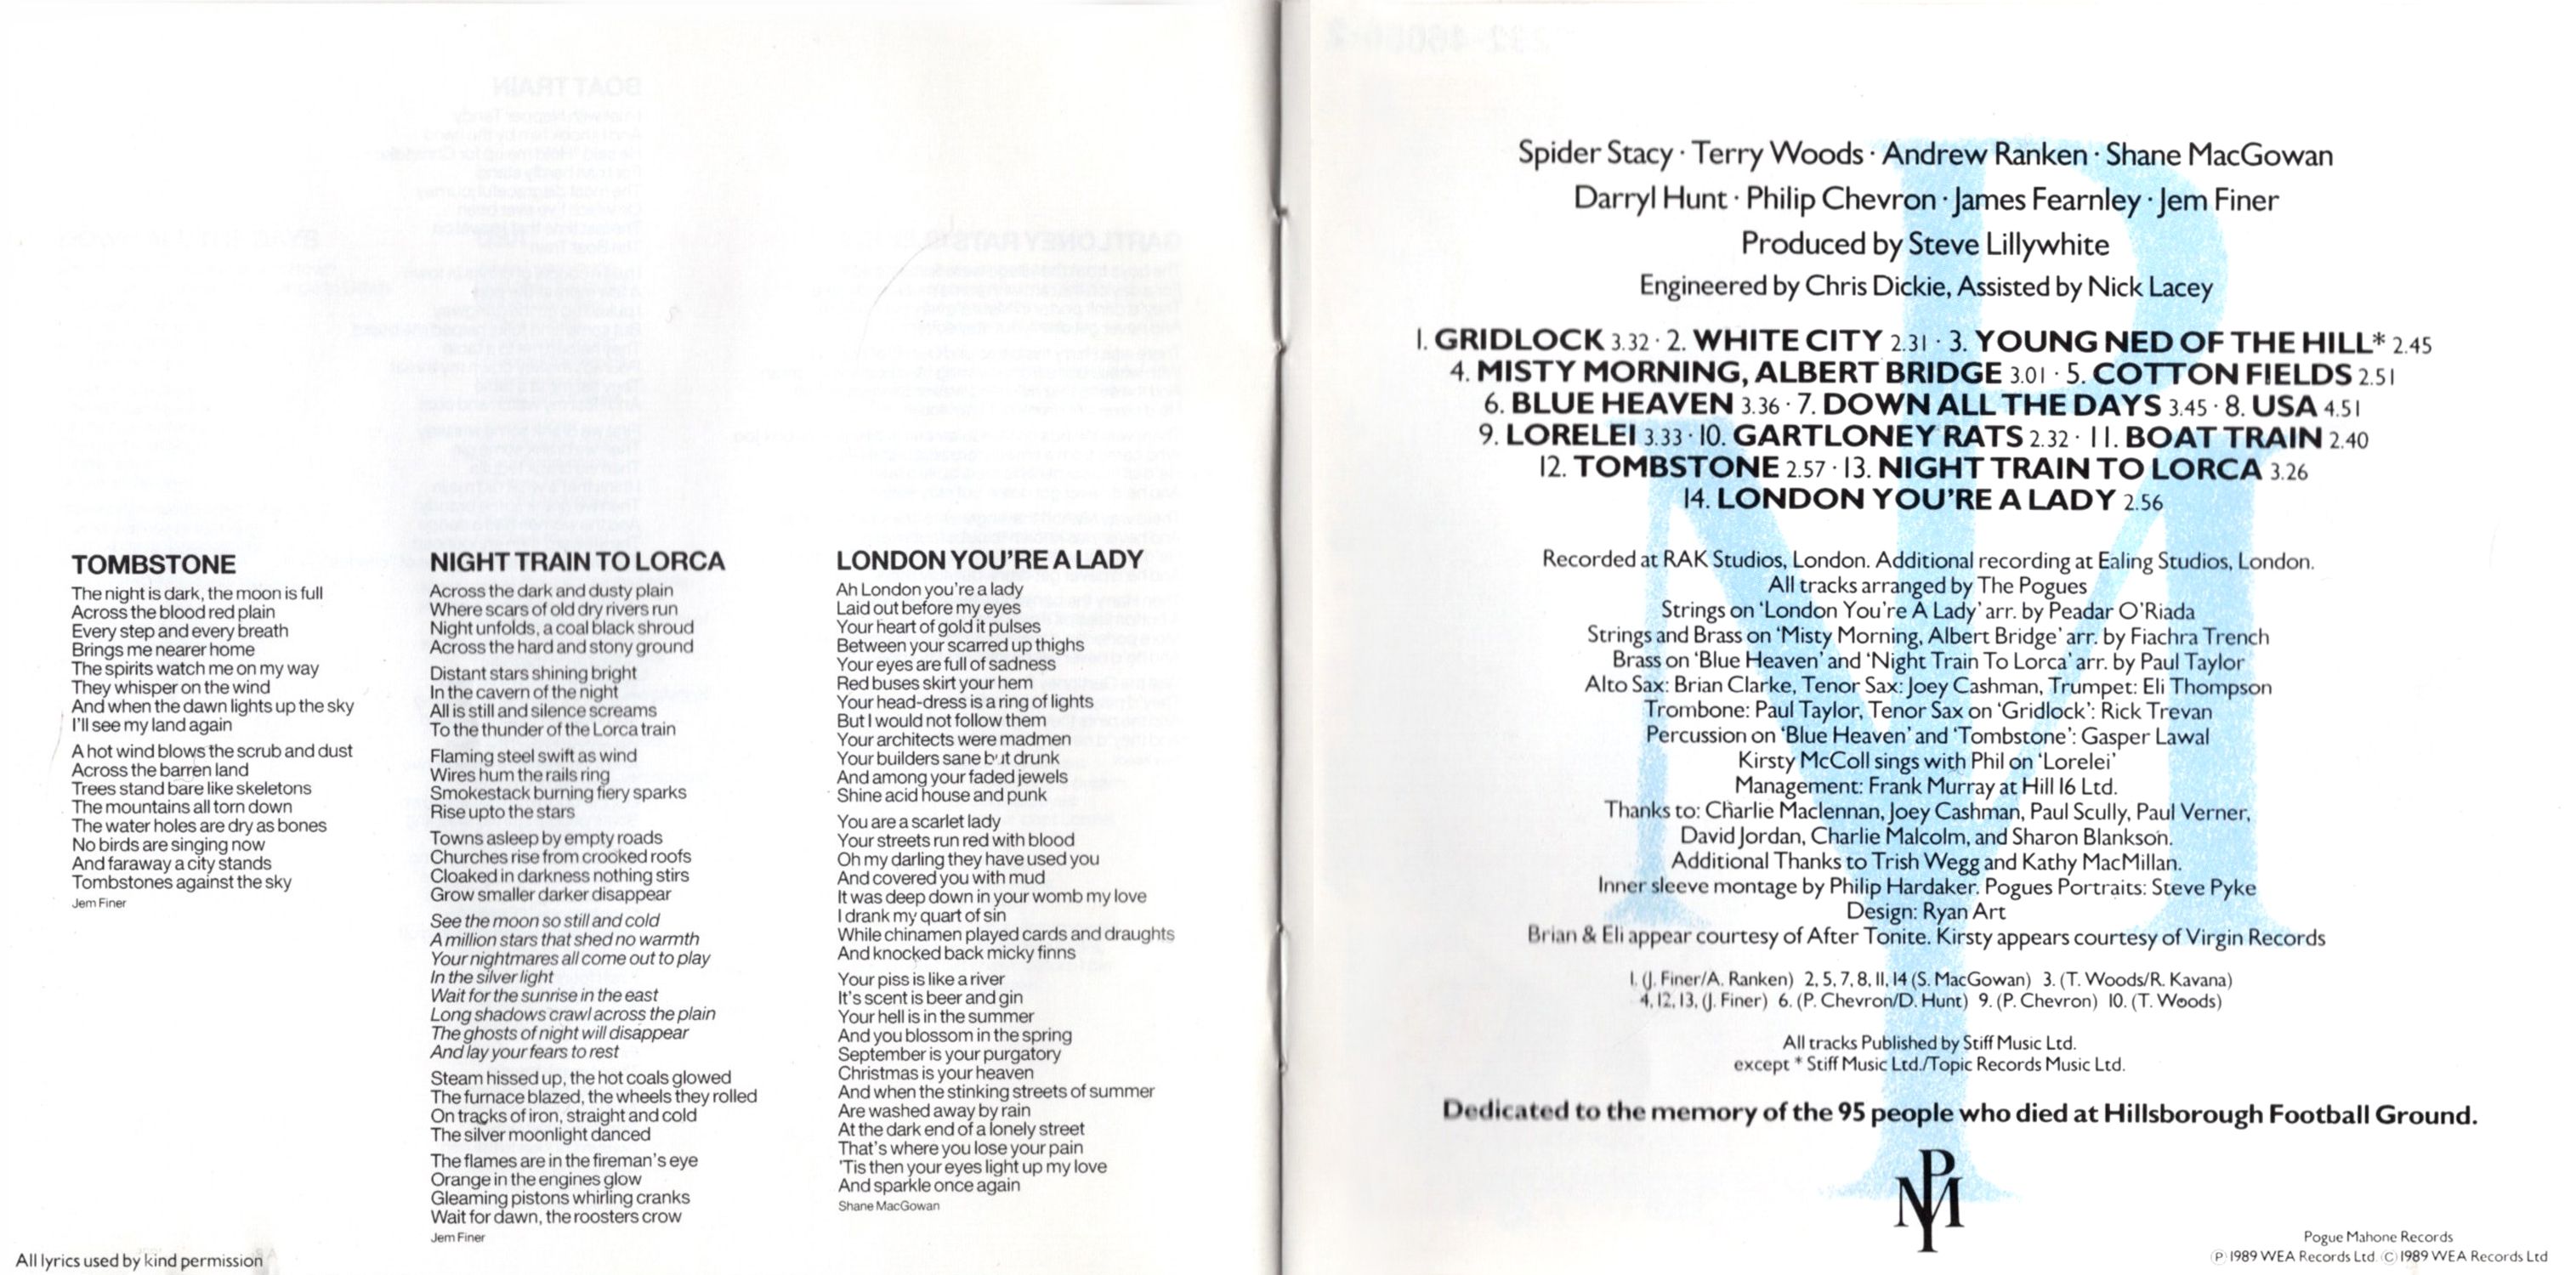 TOMBSTONE
The night is dark, the moon is full
Across the blood red plain
Every step and every breath
Brings me nearer home
The spirits watch me on my way
They whisper on the wind
And when the dawn lights up the sky
I'll see my land again
A hot wind blows the scrub and dust
Across the barren land
Trees stand bare like skeletons
The mountains all torn down
The water holes are dry as bones
No birds are singing now
And faraway a city stands
Tombstones against the sky
Jem Finer
All lyrics used by kind permission
NIGHT TRAIN TO LORCA
Across the dark and dusty plain
Where scars of old dry rivers run
Night unfolds, a coal black shroud
Across the hard and stony ground
Distant stars shining bright
In the cavern of the night
All is still and silence screams
To the thunder of the Lorca train
Flaming steel swift as wind
Wires hum the rails ring
Smokestack burning fiery sparks
Rise upto the stars
Towns asleep by empty roads
Churches rise from crooked roofs
Cloaked in darkness nothing stirs
Grow smaller darker disappear
See the moon so still and cold
A million stars that shed no warmth
Your nightmares all come out to play
In the silver light
Wait for the sunrise in the east
Long shadows crawl across the plain
The ghosts of night will disappear
And lay your fears to rest
Steam hissed up, the hot coals glowed
The furnace blazed, the wheels they rolled
On tracks of iron, straight and cold
The silver moonlight danced
The flames are in the fireman's eye
Orange in the engines glow
Gleaming pistons whirling cranks
Wait for dawn, the roosters crow
Jem Finer
LONDON YOU'RE A LADY
Ah London you're a lady
Laid out before my eyes
Your heart of gold it pulses
Between your scarred up thighs
Your eyes are full of sadness
Red buses skirt your hem
Your head-dress is a ring of lights
But I would not follow them
Your architects were madmen
Your builders sane but drunk
And among your faded jewels
Shine acid house and punk
You are a scarlet lady
Your streets run red with blood
Oh my darling they have used you
And covered you with mud
It was deep down in your womb my love
I drank my quart of sin
While chinamen played cards and draughts
And knocked back micky finns
Your piss is like a river
It's scent is beer and gin
Your hell is in the summer
And you blossom in the spring
September is your purgatory
Christmas is your heaven
And when the stinking streets of summer
Are washed away by rain
At the dark end of a lonely street
That's where you lose your pain
'Tis then your eyes light up my love
And sparkle once again
Shane MacGowan
Spider Stacy · Terry Woods · Andrew Ranken · Shane MacGowan
Darryl Hunt · Philip Chevron · James Fearnley · Jem Finer
Produced by Steve Lillywhite
Engineered by Chris Dickie, Assisted by Nick Lacey
1. GRIDLOCK 3.32 · 2. WHITE CITY 2.31 · 3. YOUNG NED OF THE HILL* 2.45
4. MISTY MORNING, ALBERT BRIDGE 3.01 · 5. COTTON FIELDS 2.51
6. BLUE HEAVEN 3.36 · 7. DOWN ALL THE DAYS 3.45 · 8. USA 4.51
9. LORELEI 3.33 · 10. GARTLONEY RATS 2.32 · 11. BOAT TRAIN 2.40
12. TOMBSTONE 2.57 · 13. NIGHT TRAIN TO LORCA 3.26
14. LONDON YOU'RE A LADY 2.56
Recorded at RAK Studios, London. Additional recording at Ealing Studios, London.
All tracks arranged by The Pogues
Strings on 'London You're A Lady' arr. by Peadar O'Riada
Strings and Brass on 'Misty Morning, Albert Bridge' arr. by Fiachra Trench
Brass on 'Blue Heaven' and 'Night Train To Lorca' arr. by Paul Taylor
Alto Sax: Brian Clarke, Tenor Sax: Joey Cashman, Trumpet: Eli Thompson
Trombone: Paul Taylor, Tenor Sax on 'Gridlock': Rick Trevan
Percussion on 'Blue Heaven' and 'Tombstone': Gasper Lawal
Kirsty McColl sings with Phil on 'Lorelei'
Management: Frank Murray at Hill 16 Ltd.
Thanks to: Charlie Maclennan, Joey Cashman, Paul Scully, Paul Verner,
David Jordan, Charlie Malcolm, and Sharon Blankson.
Additional Thanks to Trish Wegg and Kathy MacMillan.
Inner sleeve montage by Philip Hardaker. Pogues Portraits: Steve Pyke
Design: Ryan Art
Brian & Eli appear courtesy of After Tonite. Kirsty appears courtesy of Virgin Records
1. (J. Finer/A. Ranken) 2, 5, 7, 8, 11, 14 (S. MacGowan) 3. (T. Woods/R. Kavana)
4, 12, 13, (J. Finer) 6. (P. Chevron/D. Hunt) 9. (P. Chevron) 10. (T. Woods)
All tracks Published by Stiff Music Ltd.
except * Stiff Music Ltd./Topic Records Music Ltd.
Dedicated to the memory of the 95 people who died at Hillsborough Football Ground.
PM
Pogue Mahone Records
Ⓟ 1989 WEA Records Ltd. © 1989 WEA Records Ltd